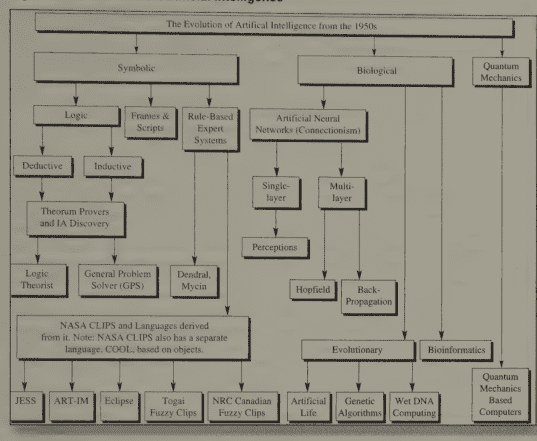 The Evolution of Artifical Intelligence from the 1950s
Symbolic
Biological
Quantum
Mechanics
Logic
Frames &
Scripts
Rule-Based
Expert
Systems
Artificial Neural
Networks (Connectionism)
Deductive
Inductive
Single-
layer
Multi-
layer
Theorum Provers
and IA Discovery
Perceptions
Logic
Theorist
General Problem
Solver (GPS)
Dendral,
Mycin
Hopfield
Back-
Propagation
NASA CLIPS and Languages derived
from it. Note: NASA CLIPS also has a separate
language, COOL, based on objects.
Evolutionary
Bioinformatics
JESS
ART-IM
Eclipse
Togai
Fuzzy Clips
NRC Canadian
Fuzzy Clips
Artificial
Life
Genetic
Algorithms
Wet DNA
Computing
Quantum
Mechanics
Based
Computers